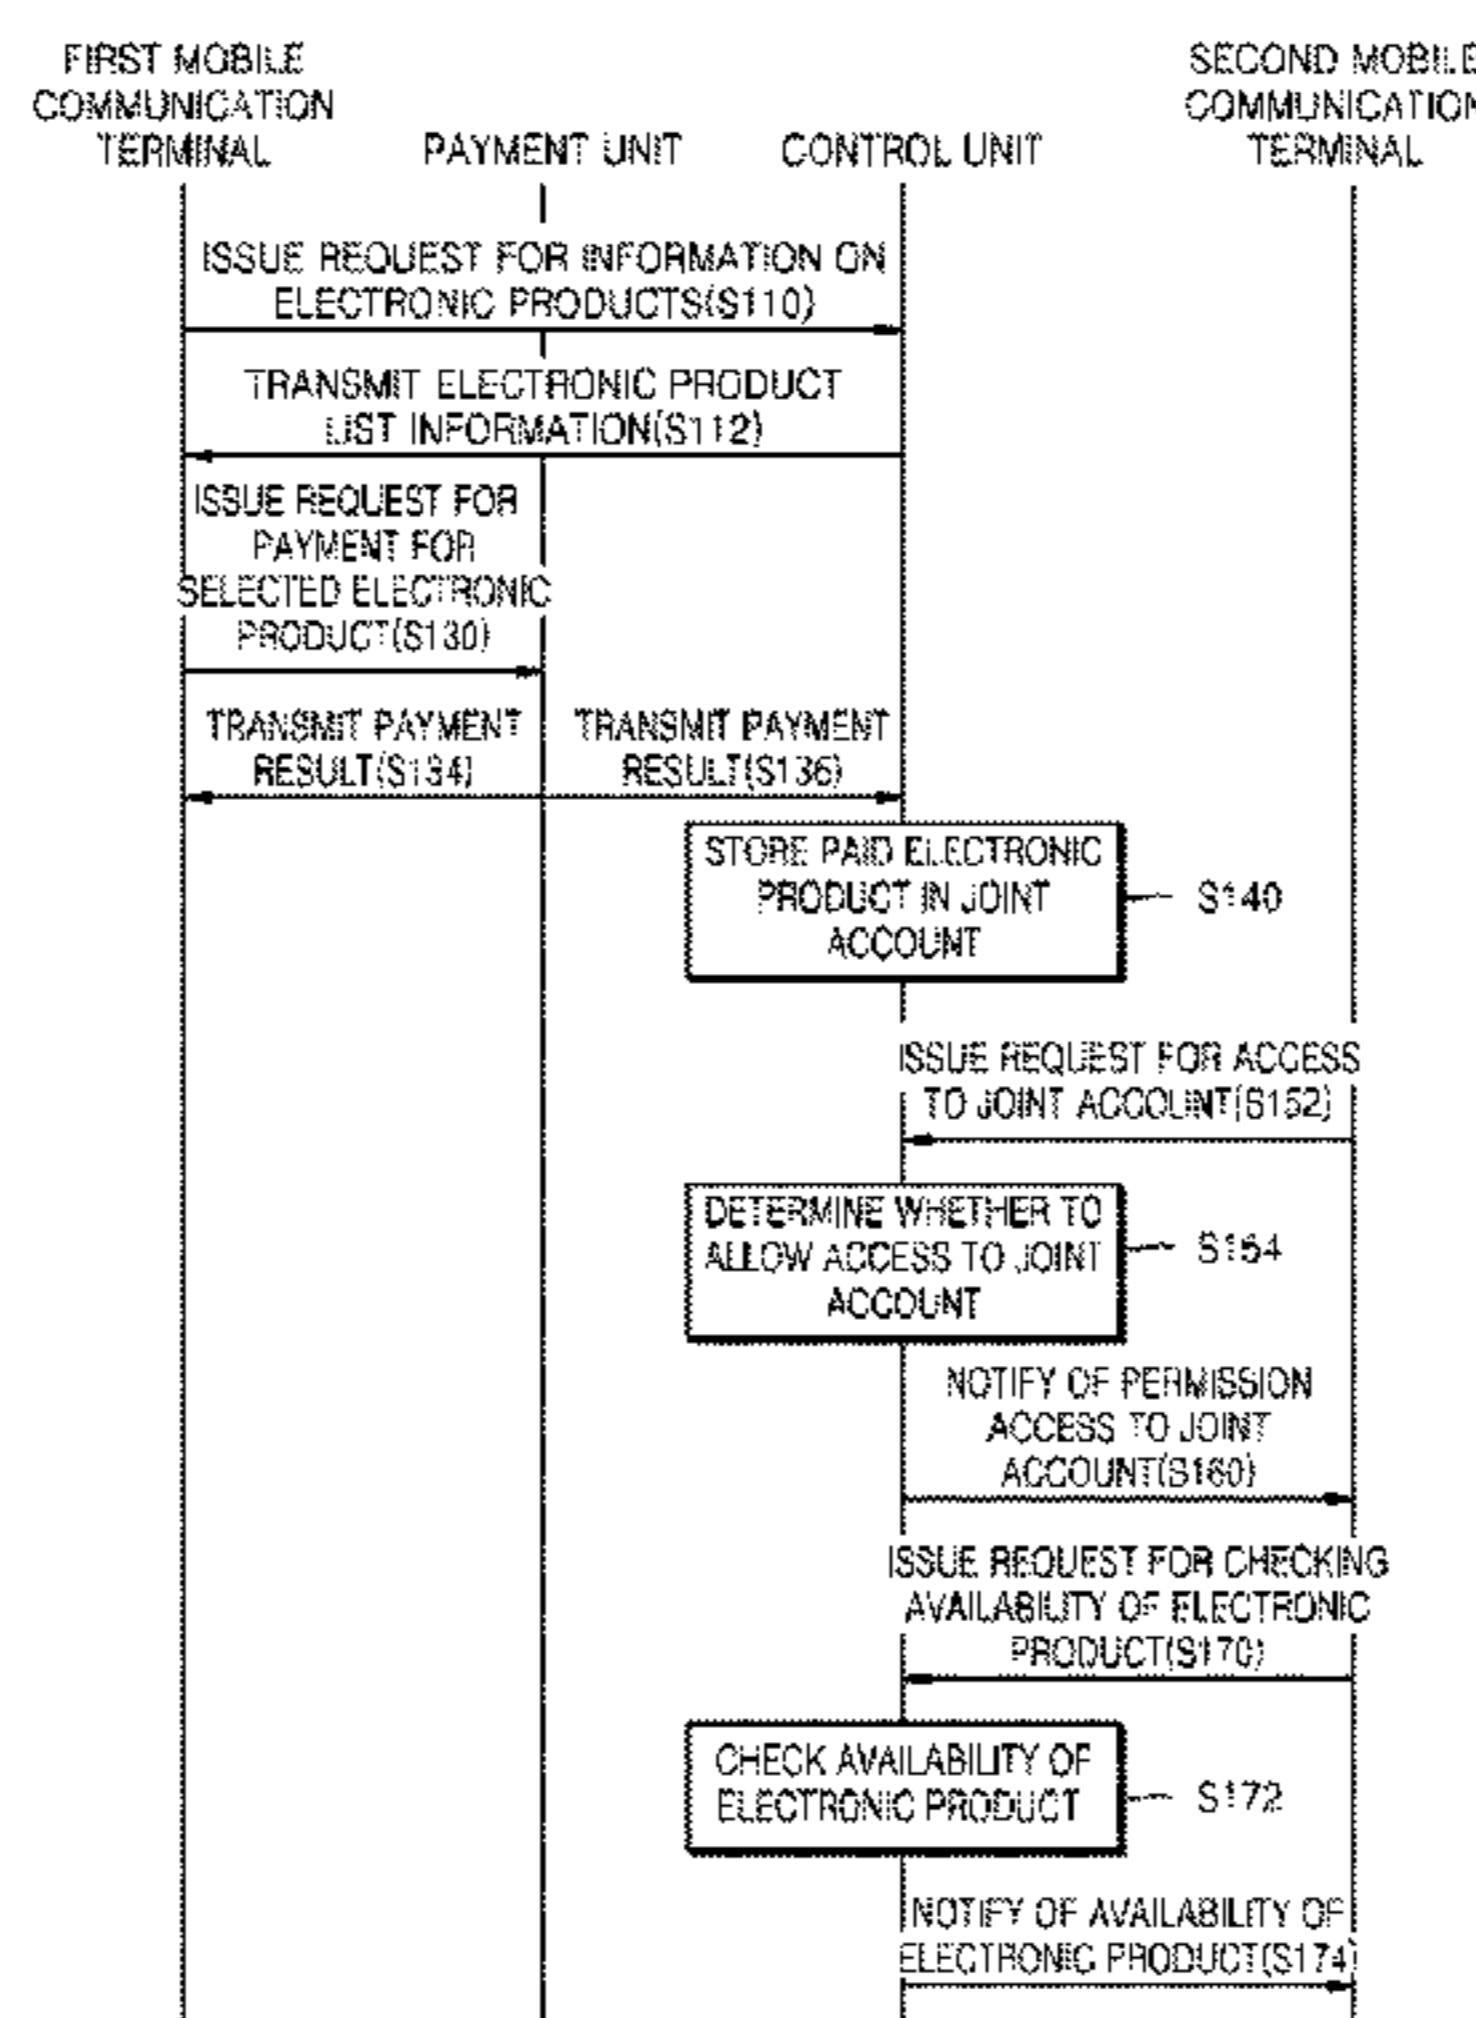 FIRST MOBILE
COMMUNICATION
TERMINAL
PAYMENT UNIT
CONTROL UNIT
SECOND MOBILE
COMMUNICATION
TERMINAL
ISSUE REQUEST FOR INFORMATION ON
ELECTRONIC PRODUCTS(S110)
TRANSMIT ELECTRONIC PRODUCT
LIST INFORMATION(S112)
ISSUE REQUEST FOR
PAYMENT FOR
SELECTED ELECTRONIC
PRODUCT(S130)
TRANSMIT PAYMENT
RESULT(S134)
TRANSMIT PAYMENT
RESULT(S136)
STORE PAID ELECTRONIC
PRODUCT IN JOINT
ACCOUNT
S140
ISSUE REQUEST FOR ACCESS
TO JOINT ACCOUNT(S152)
DETERMINE WHETHER TO
ALLOW ACCESS TO JOINT
ACCOUNT
S154
NOTIFY OF PERMISSION
ACCESS TO JOINT
ACCOUNT(S160)
ISSUE REQUEST FOR CHECKING
AVAILABILITY OF ELECTRONIC
PRODUCT(S170)
CHECK AVAILABILITY OF
ELECTRONIC PRODUCT
S172
NOTIFY OF AVAILABILITY OF
ELECTRONIC PRODUCT(S174)